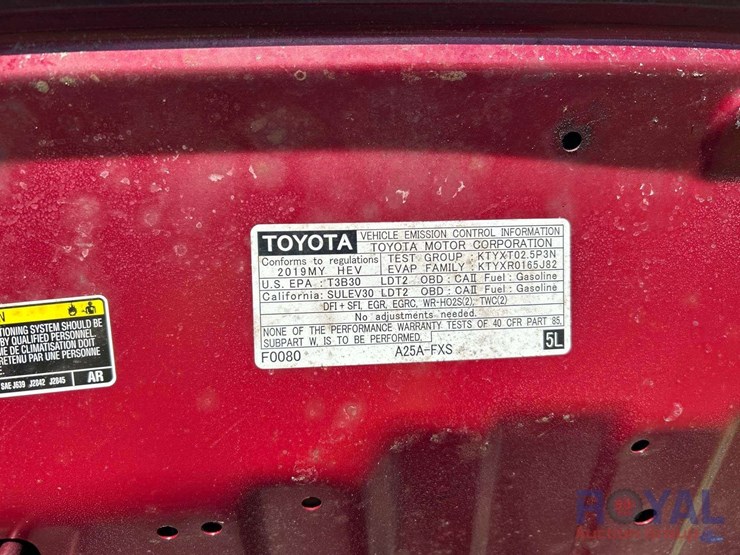 TOYOTA VEHICLE EMISSION CONTROL INFORMATION
TOYOTA MOTOR CORPORATION
Conforms to regulations TEST GROUP : KTYXT02.5P3N
2019MY HEV EVAP FAMILY : KTYXR0165J82
U.S. EPA : T3B30 LDT2 OBD : CAII Fuel : Gasoline
California: SULEV30 LDT2 OBD : CAII Fuel : Gasoline
DFI+SFI, EGR, EGRC, WR-HO2S(2), TWC(2)
No adjustments needed.
NONE OF THE PERFORMANCE WARRANTY TESTS OF 40 CFR PART 85,
SUBPART W, IS TO BE PERFORMED.
F0080 A25A-FXS 5L
TIONING SYSTEM SHOULD BE
BY QUALIFIED PERSONNEL.
ME DE CLIMATISATION DOIT
RETENU PAR UN PERSONNEL
SAE J639 J2842 J2845 AR
ROYAL